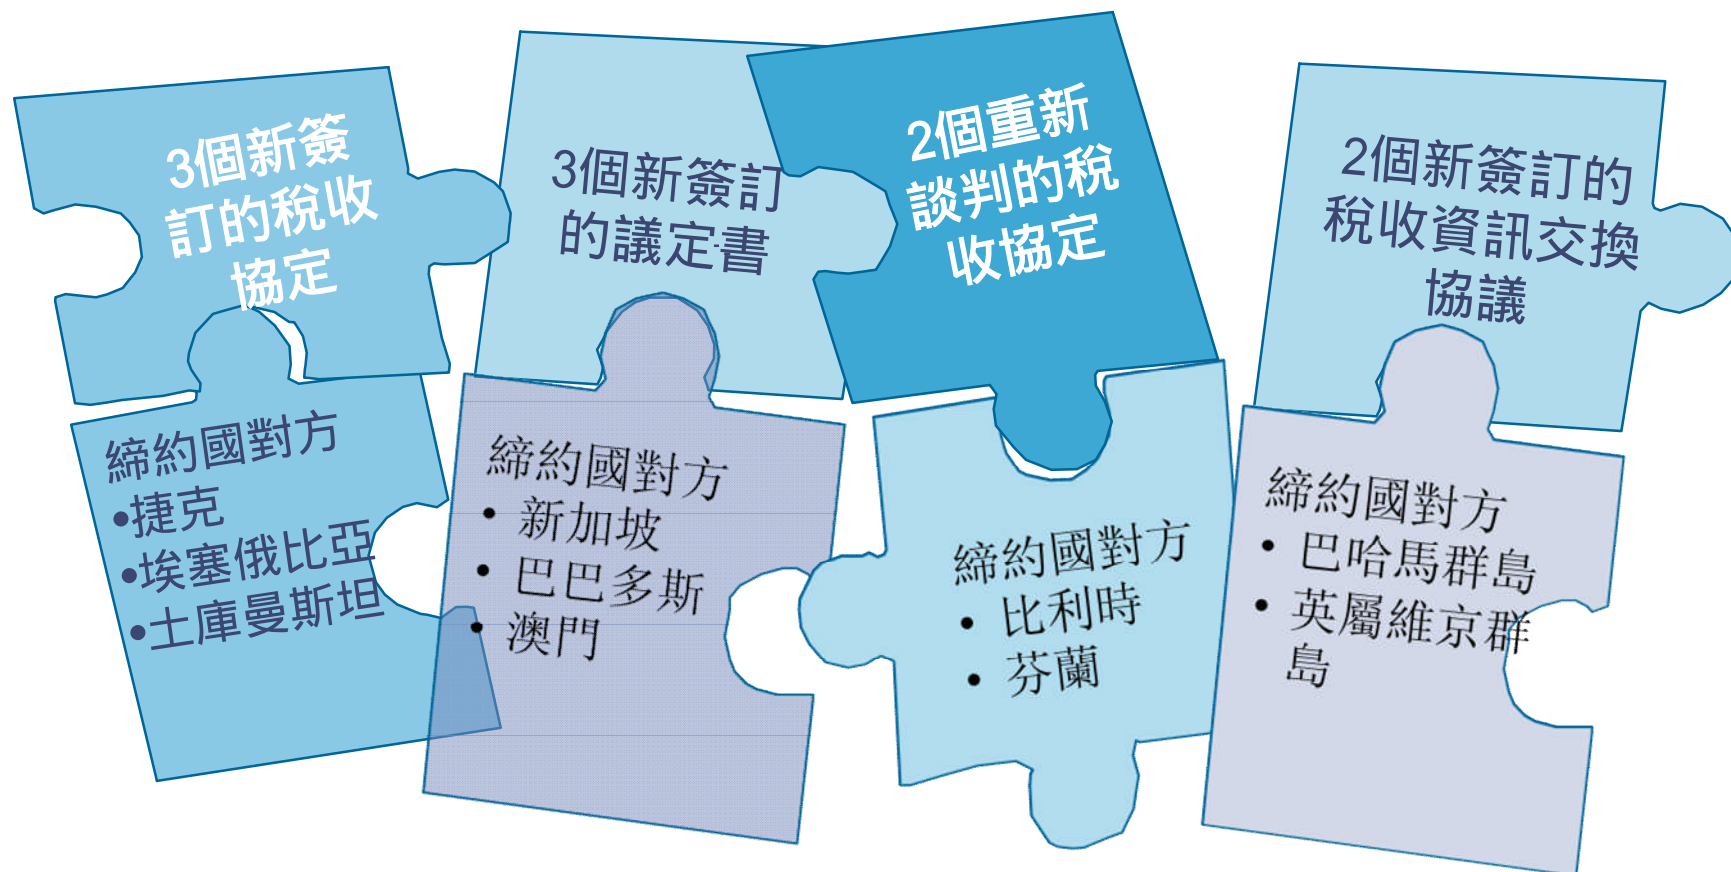 3個新簽
訂的稅收
協定
締約國對方
•捷克
•埃塞俄比亞
•土庫曼斯坦
3個新簽訂
的議定書
締約國對方
• 新加坡
• 巴巴多斯
• 澳門
2個重新
談判的稅
收協定
締約國對方
• 比利時
• 芬蘭
2個新簽訂的
稅收資訊交換
協議
締約國對方
• 巴哈馬群島
• 英屬維京群
島